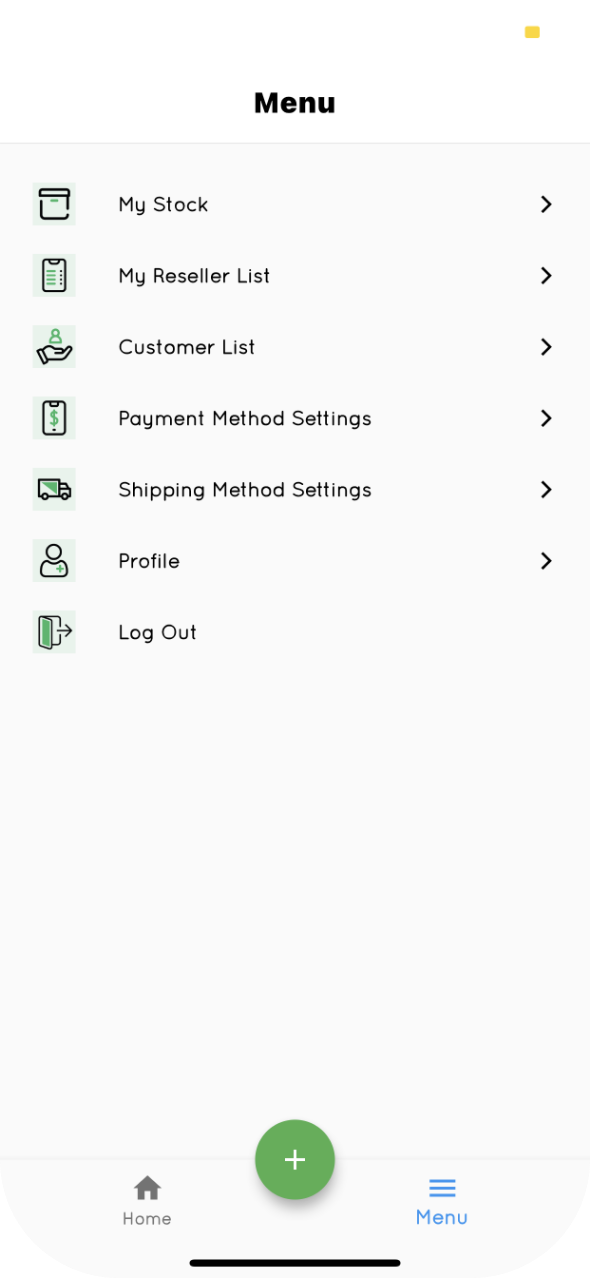 Menu
My Stock
My Reseller List
Customer List
Payment Method Settings
Shipping Method Settings
Profile
Log Out
Home
Menu